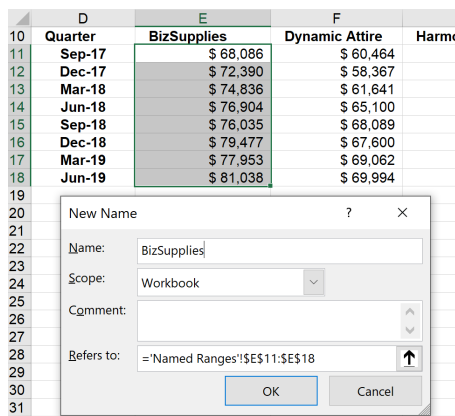 D E F
10 Quarter BizSupplies Dynamic Attire Harmo
11 Sep-17 $ 68,086 $ 60,464
12 Dec-17 $ 72,390 $ 58,367
13 Mar-18 $ 74,836 $ 61,641
14 Jun-18 $ 76,904 $ 65,100
15 Sep-18 $ 76,035 $ 68,089
16 Dec-18 $ 79,477 $ 67,600
17 Mar-19 $ 77,953 $ 69,062
18 Jun-19 $ 81,038 $ 69,994
19
20 New Name ? ×
21
22 Name: BizSupplies
23
24 Scope: Workbook
25
26 Comment:
27
28 Refers to: ='Named Ranges'!$E$11:$E$18
29
30 OK Cancel
31